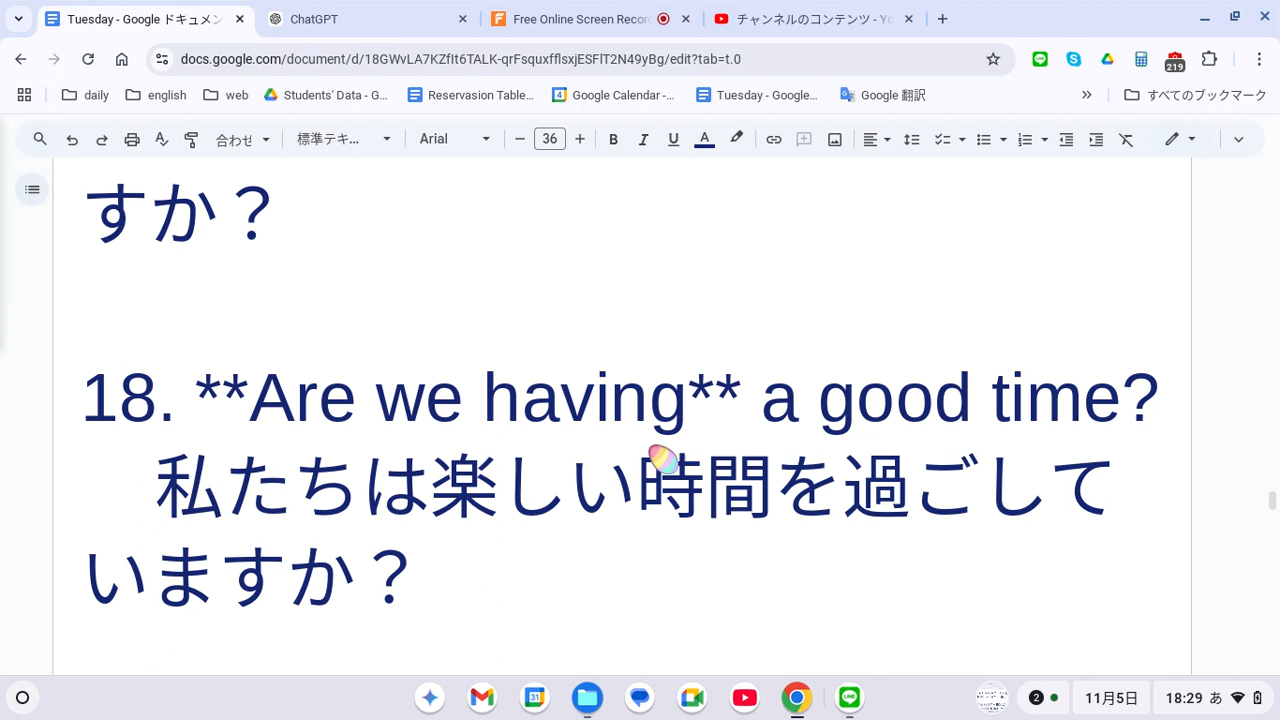 Tuesday - Google ドキュメン
ChatGPT
Free Online Screen Recor
チャンネルのコンテンツ - Yo
docs.google.com/document/d/18GWvLA7KZfIt6TALK-qrFsquxfflsxjESFlT2N49yBg/edit?tab=t.0
219
daily
english
web
Students' Data - G...
Reservasion Table...
Google Calendar -...
Tuesday - Google...
Google 翻訳
すべてのブックマーク
合わせ
標準テキ...
Arial
36
すか？
18. **Are we having** a good time?
私たちは楽しい時間を過ごして
いますか？
31
2
11月5日
18:29 あ